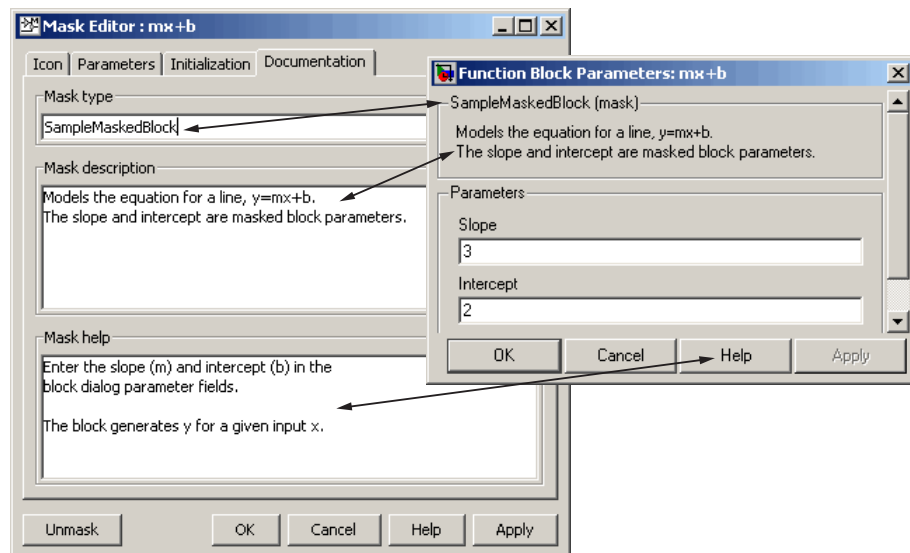 Mask Editor : mx+b
Icon Parameters Initialization Documentation
Mask type
SampleMaskedBlock
Mask description
Models the equation for a line, y=mx+b.
The slope and intercept are masked block parameters.
Mask help
Enter the slope (m) and intercept (b) in the
block dialog parameter fields.
The block generates y for a given input x.
Unmask OK Cancel Help Apply
Function Block Parameters: mx+b
SampleMaskedBlock (mask)
Models the equation for a line, y=mx+b.
The slope and intercept are masked block parameters.
Parameters
Slope
3
Intercept
2
OK Cancel Help Apply